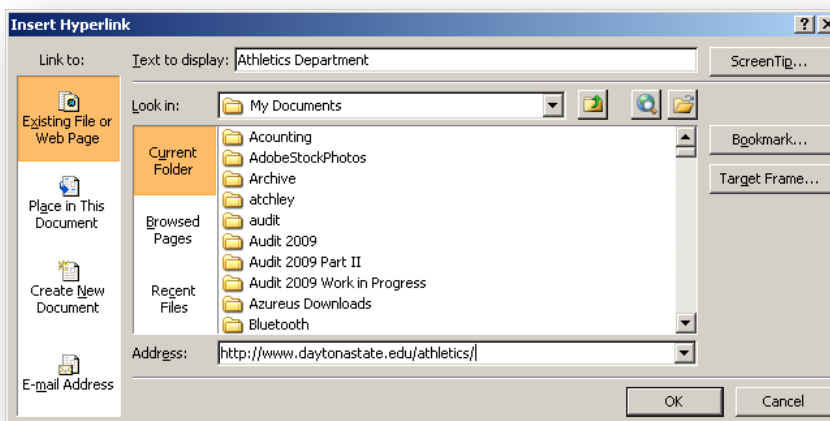 Insert Hyperlink
Link to:
Text to display: Athletics Department
ScreenTip...
Existing File or
Web Page
Place in This
Document
Create New
Document
E-mail Address
Look in: My Documents
Current
Folder
Browsed
Pages
Recent
Files
Acounting
AdobeStockPhotos
Archive
atchley
audit
Audit 2009
Audit 2009 Part II
Audit 2009 Work in Progress
Azureus Downloads
Bluetooth
Bookmark...
Target Frame...
Address: http://www.daytonastate.edu/athletics/
OK
Cancel